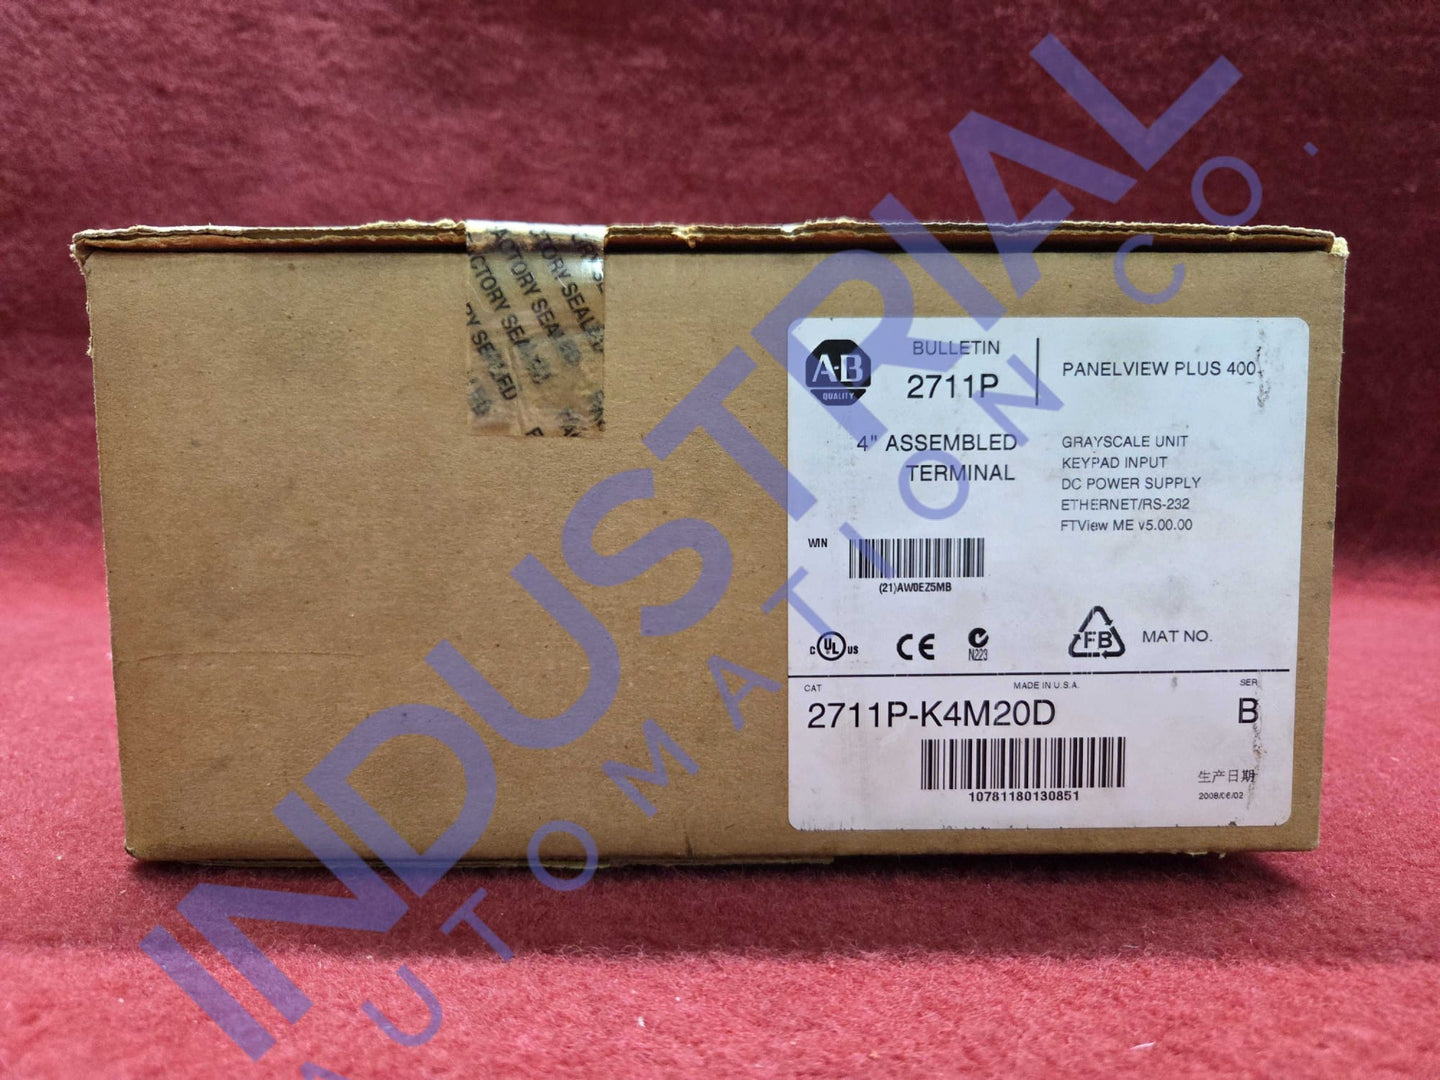 FACTORY SEALED
A-B
QUALITY
BULLETIN
2711P
PANELVIEW PLUS 400
4" ASSEMBLED
TERMINAL
GRAYSCALE UNIT
KEYPAD INPUT
DC POWER SUPPLY
ETHERNET/RS-232
FTView ME v5.00.00
WIN
(21)AW0EZ5MB
C UL US
CE
N223
FB
MAT NO.
CAT
MADE IN U.S.A.
SER
2711P-K4M20D
B
10781180130851
生产日期
2008/06/02
INDUSTRIAL
AUTOMATION CO.